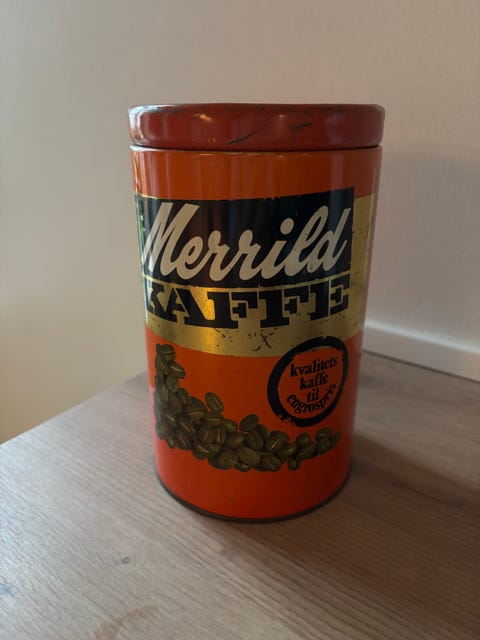 Merrild
KAFFE
kvalitets
kaffe
til
engrospris